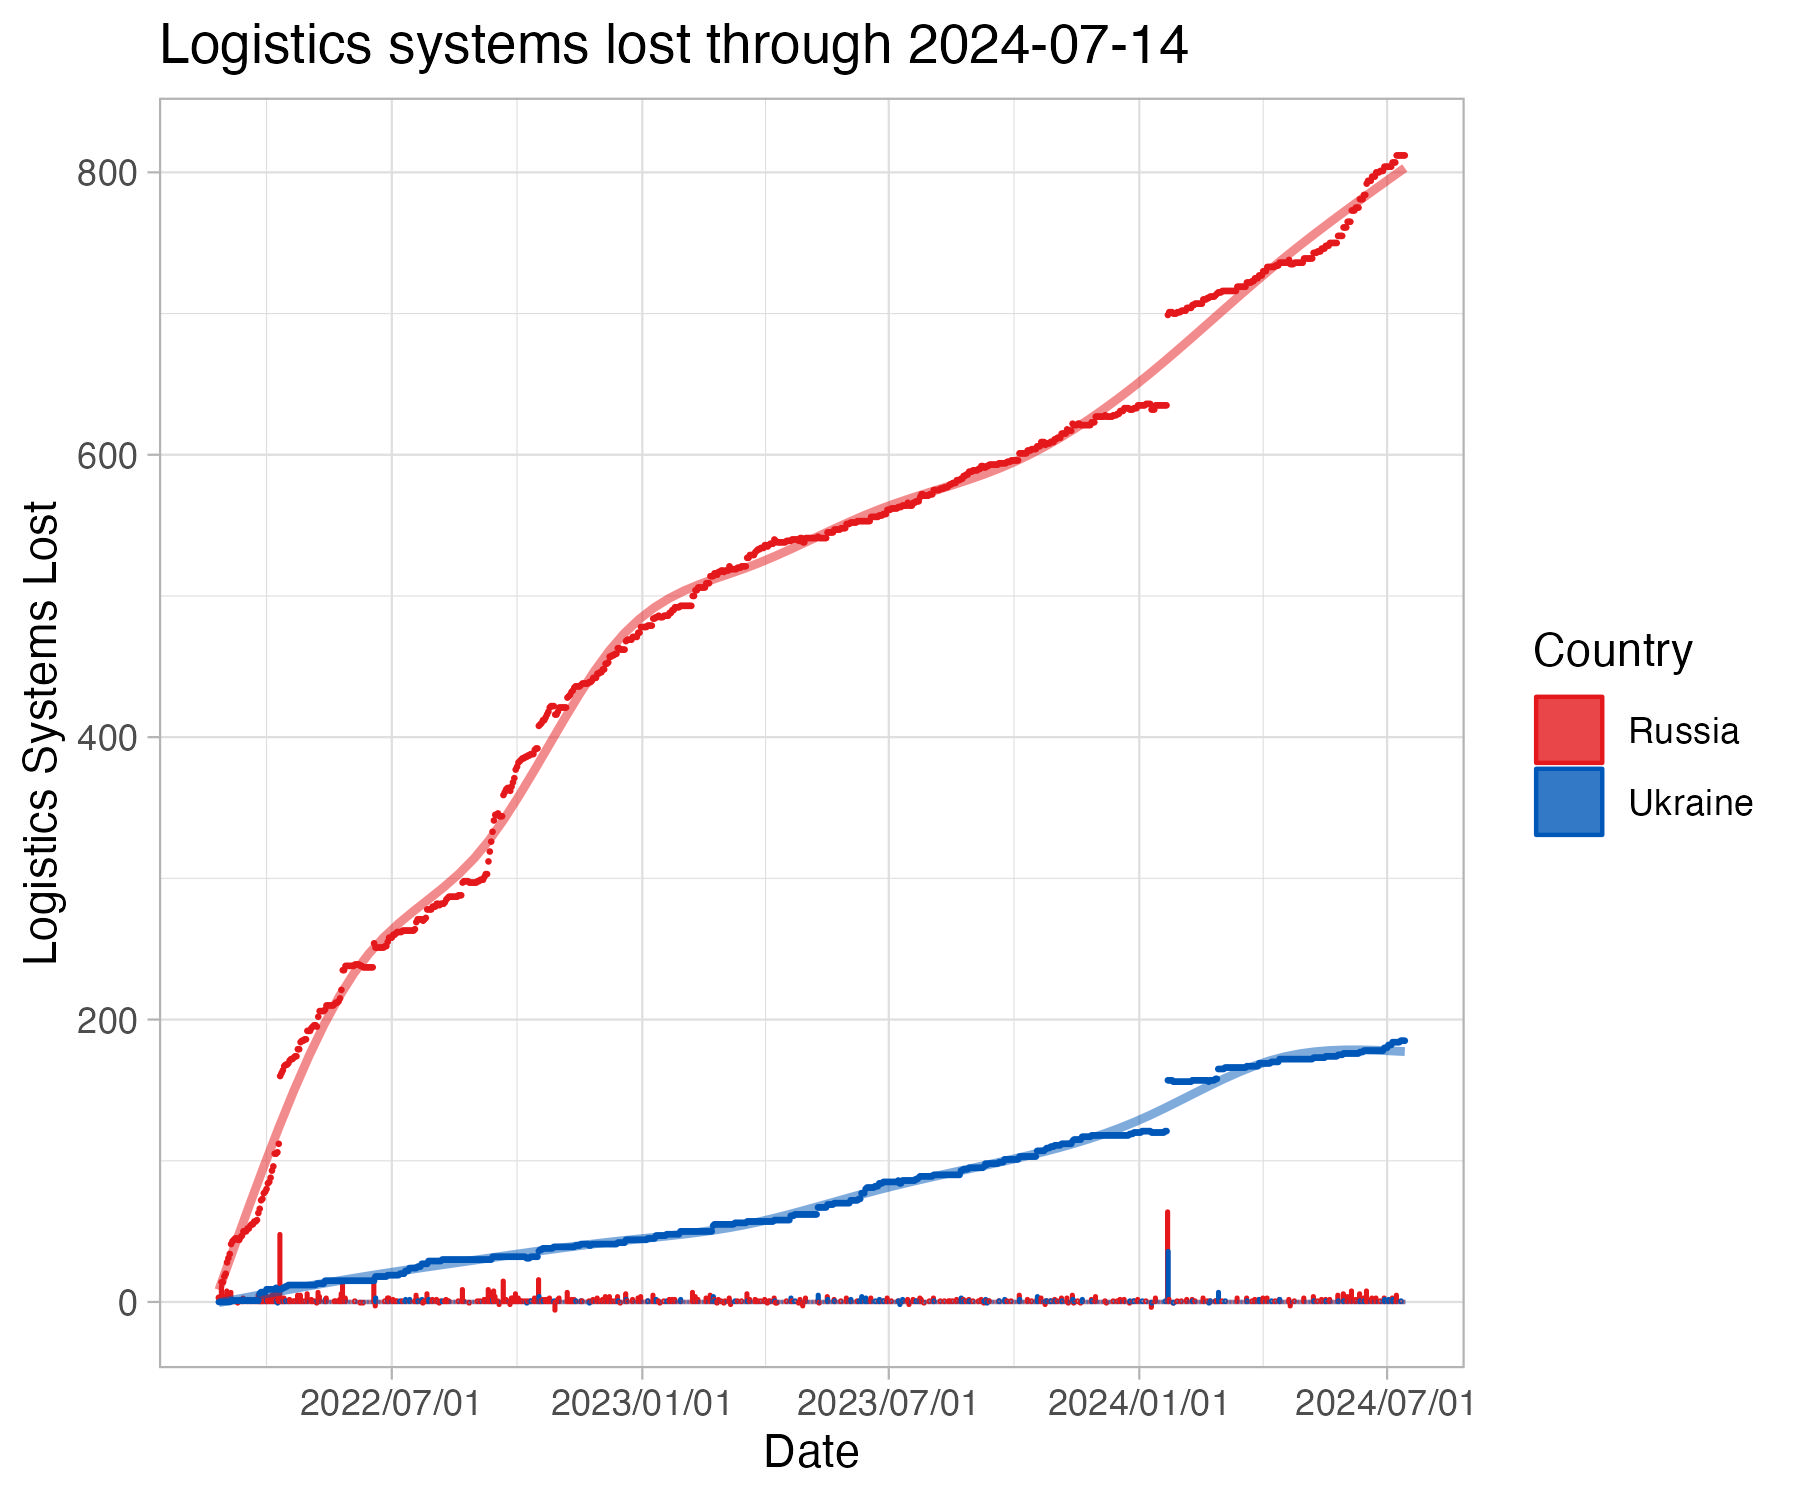 Logistics systems lost through 2024-07-14
Logistics Systems Lost
800
600
400
200
0
2022/07/01
2023/01/01
2023/07/01
2024/01/01
2024/07/01
Date
Country
Russia
Ukraine